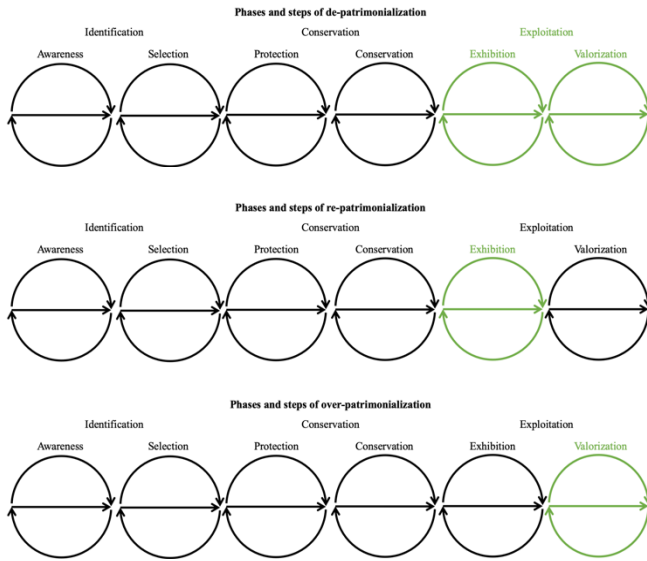 Phases and steps of de-patrimonialization
Identification Conservation Exploitation
Awareness Selection Protection Conservation Exhibition Valorization
Phases and steps of re-patrimonialization
Identification Conservation Exploitation
Awareness Selection Protection Conservation Exhibition Valorization
Phases and steps of over-patrimonialization
Identification Conservation Exploitation
Awareness Selection Protection Conservation Exhibition Valorization